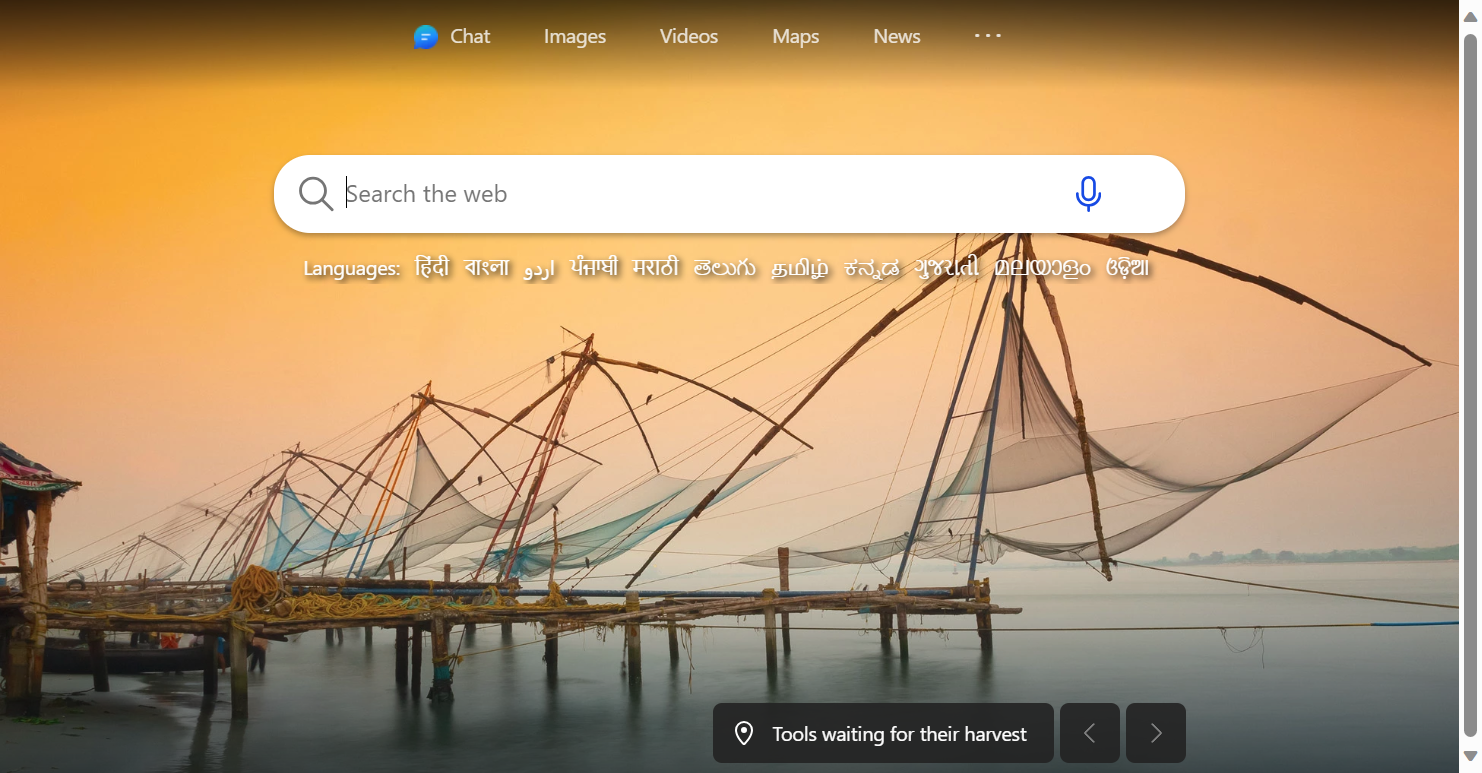 Chat Images Videos Maps News ...
Search the web
Languages: हिंदी বাংলা اردو ਪੰਜਾਬੀ मराठी తెలుగు தமிழ் ಕನ್ನಡ ગુજરાતી മലയാളം ଓଡ଼ିଆ
Tools waiting for their harvest